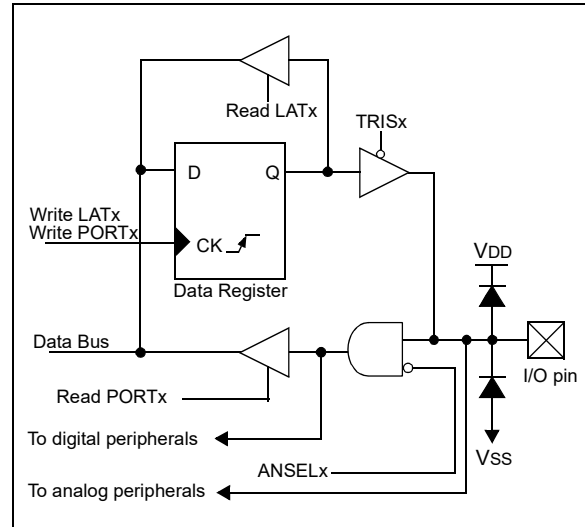 Read LATx
TRISx
D Q
Write LATx
Write PORTx
CK
Data Register
VDD
Data Bus
I/O pin
Read PORTx
To digital peripherals
VSS
ANSELx
To analog peripherals